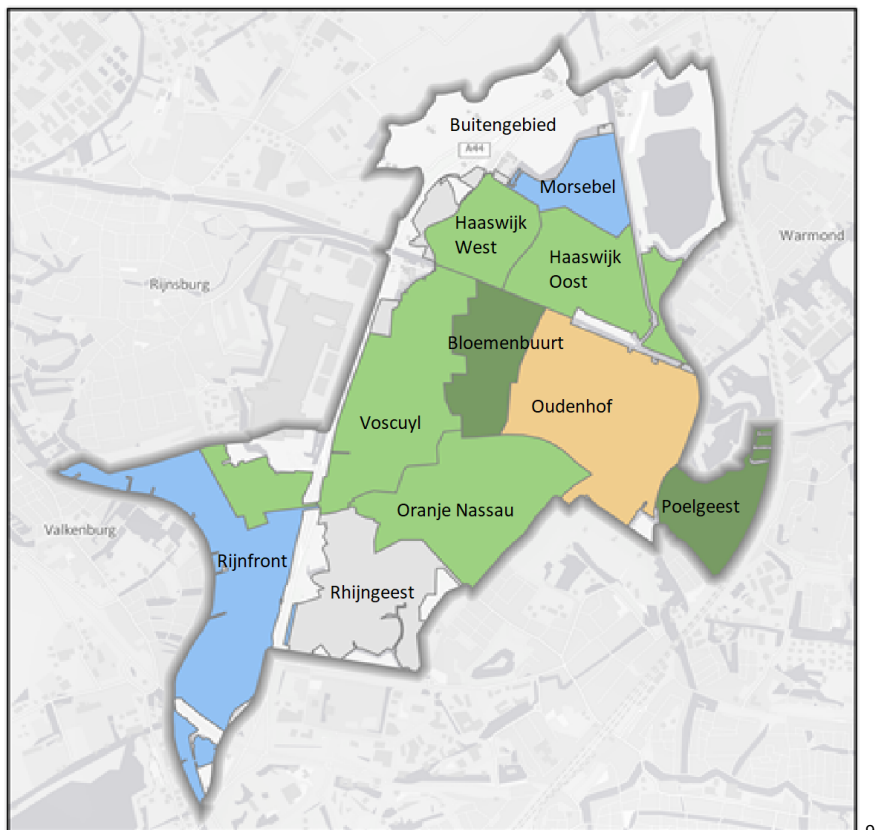 Buitengebied
A44
Morsebel
Haaswijk
West
Haaswijk
Oost
Warmond
Rijnsburg
Bloemenbuurt
Oudenhof
Voscuyl
Oranje Nassau
Poelgeest
Valkenburg
Rijnfront
Rhijngeest